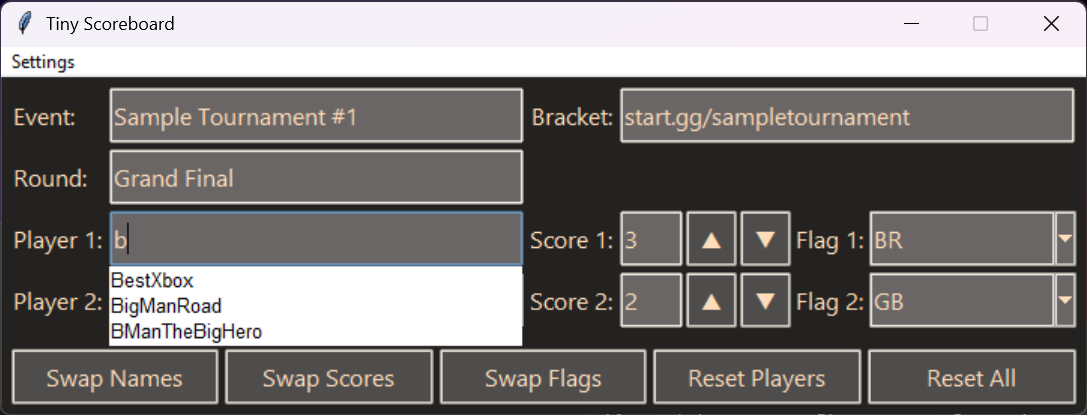 Tiny Scoreboard
Settings
Event: Sample Tournament #1 Bracket: start.gg/sampletournament
Round: Grand Final
Player 1: b Score 1: 3 ▲ ▼ Flag 1: BR
BestXbox
BigManRoad
BManTheBigHero
Player 2: Score 2: 2 ▲ ▼ Flag 2: GB
Swap Names Swap Scores Swap Flags Reset Players Reset All